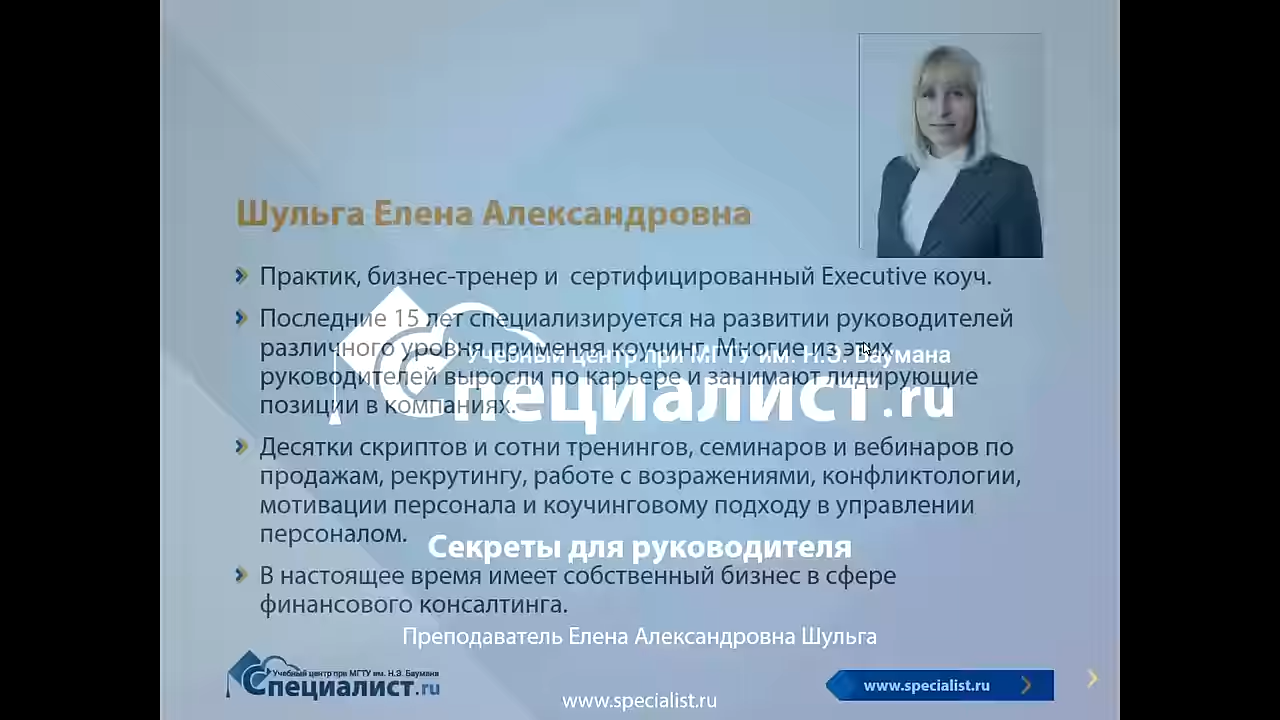 Шульга Елена Александровна
Практик, бизнес-тренер и сертифицированный Executive коуч.
Последние 15 лет специализируется на развитии руководителей
различного уровня применяя коучинг. Многие из этих
руководителей выросли по карьере и занимают лидирующие
позиции в компаниях.
Учебный центр при МГТУ им. Н.Э. Баумана
Специалист.ru
Десятки скриптов и сотни тренингов, семинаров и вебинаров по
продажам, рекрутингу, работе с возражениями, конфликтологии,
мотивации персонала и коучинговому подходу в управлении
персоналом.
Секреты для руководителя
В настоящее время имеет собственный бизнес в сфере
финансового консалтинга.
Преподаватель Елена Александровна Шульга
Учебный центр при МГТУ им. Н.Э. Баумана
Специалист.ru
www.specialist.ru
www.specialist.ru